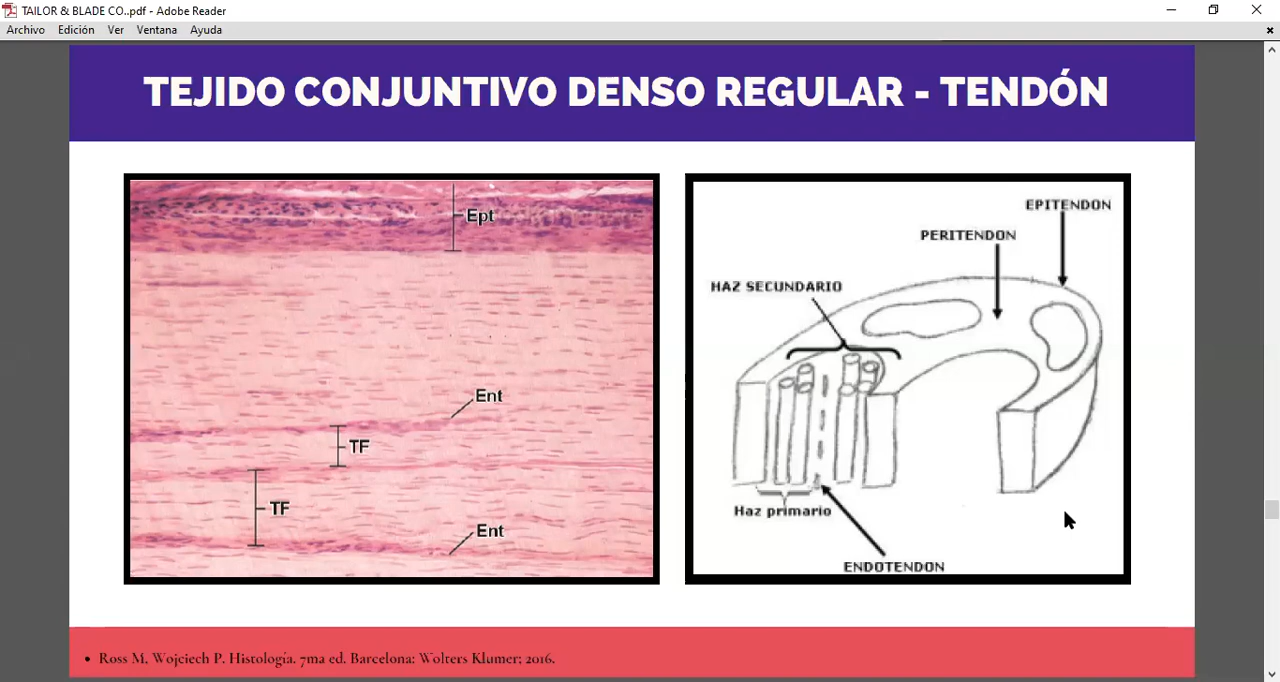 TAILOR & BLADE CO..pdf - Adobe Reader
Archivo Edición Ver Ventana Ayuda
TEJIDO CONJUNTIVO DENSO REGULAR - TENDÓN
Ept
Ent
TF
TF
Ent
EPITENDON
PERITENDON
HAZ SECUNDARIO
Haz primario
ENDOTENDON
• Ross M, Wojciech P. Histología. 7ma ed. Barcelona: Wolters Klumer; 2016.